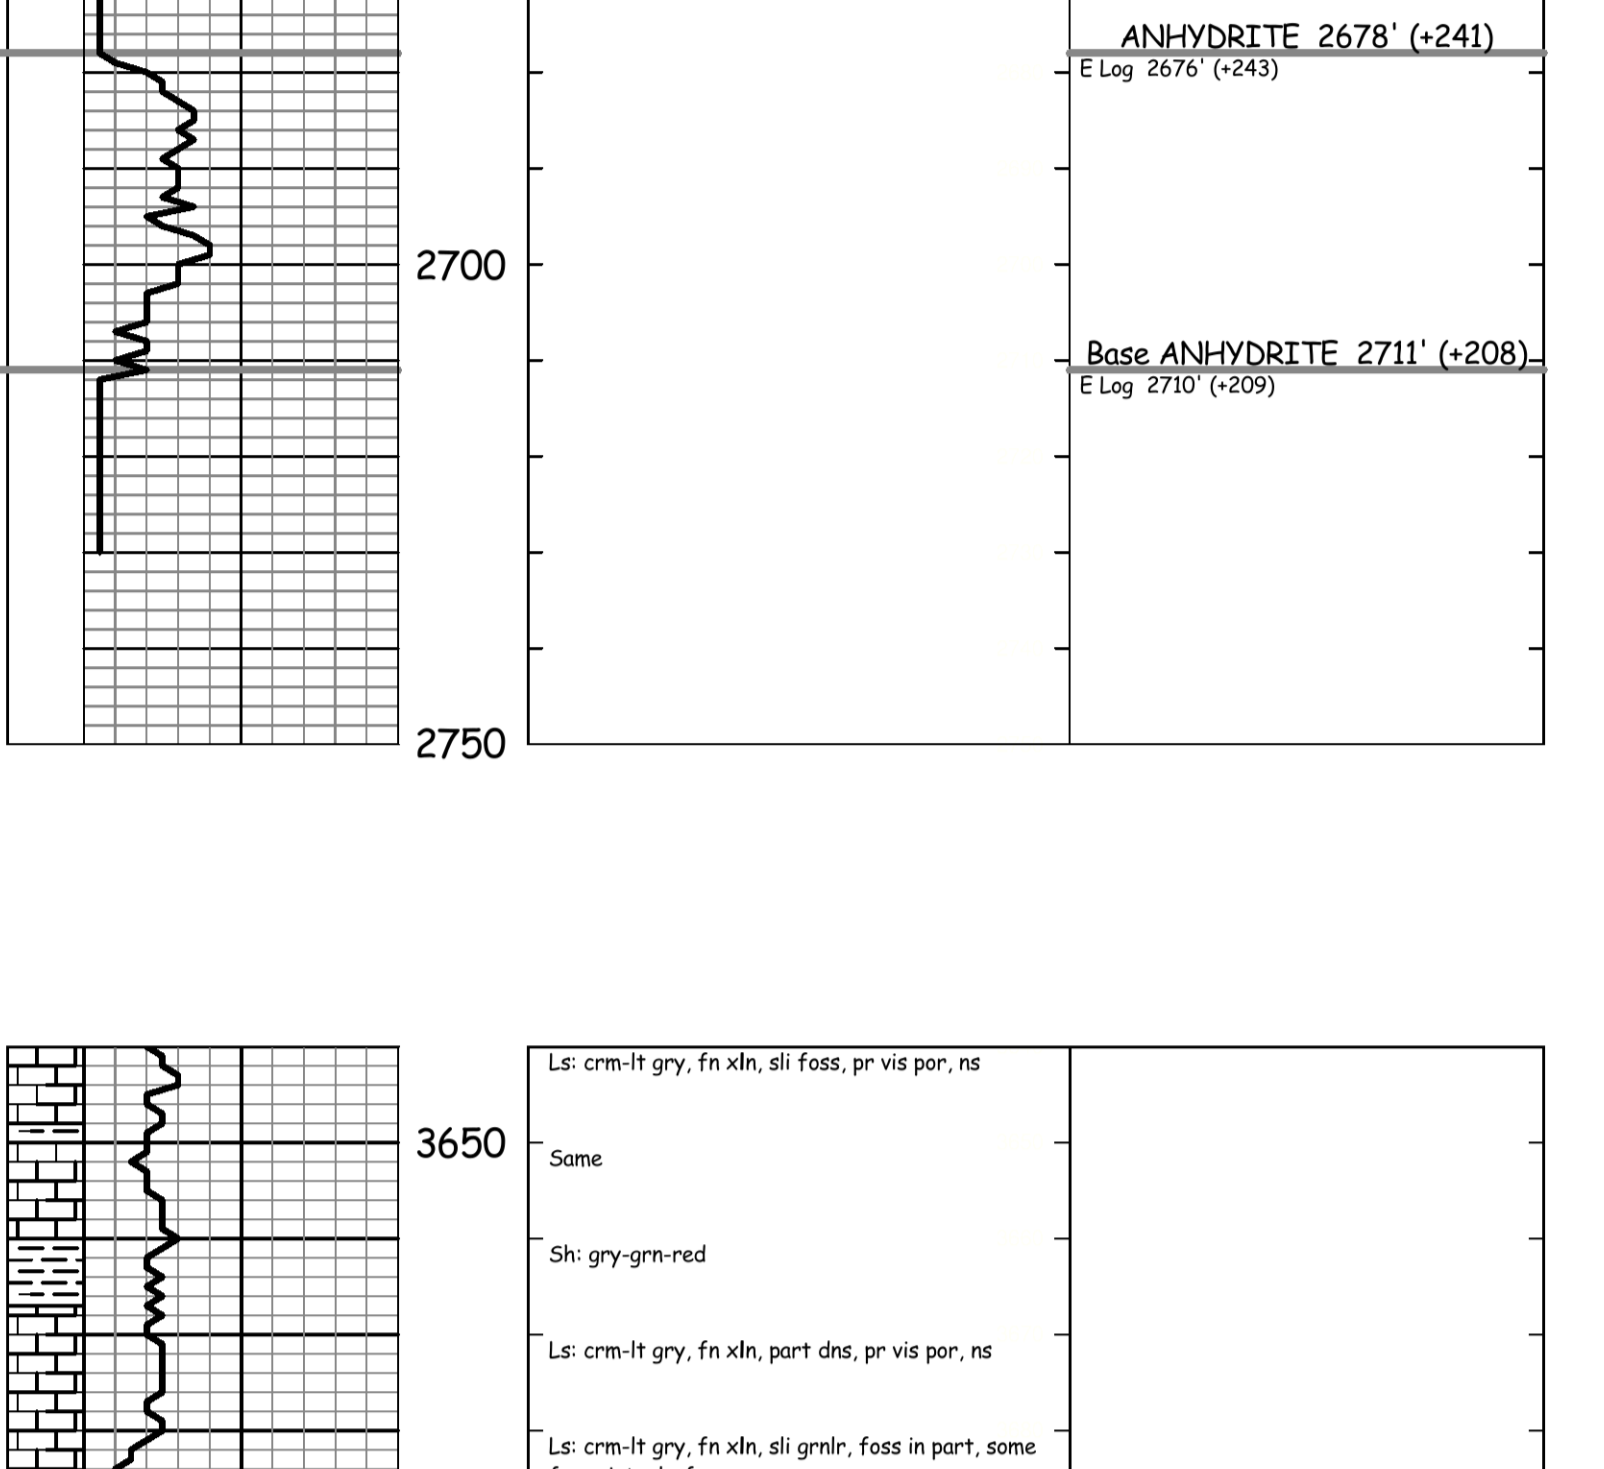 ANHYDRITE 2678' (+241)
E Log 2676' (+243)
2700
Base ANHYDRITE 2711' (+208)
E Log 2710' (+209)
2750
Ls: crm-lt gry, fn xln, sli foss, pr vis por, ns
3650
Same
Sh: gry-grn-red
Ls: crm-lt gry, fn xln, part dns, pr vis por, ns
Ls: crm-lt gry, fn xln, sli grnlr, foss in part, some